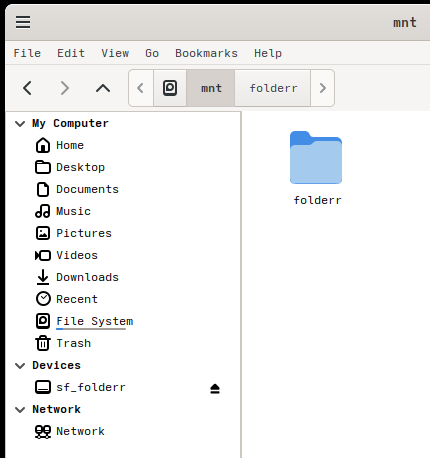 mnt
File Edit View Go Bookmarks Help
mnt folderr
My Computer
Home
Desktop
Documents
Music
Pictures
Videos
Downloads
Recent
File System
Trash
Devices
sf_folderr
Network
Network
folderr